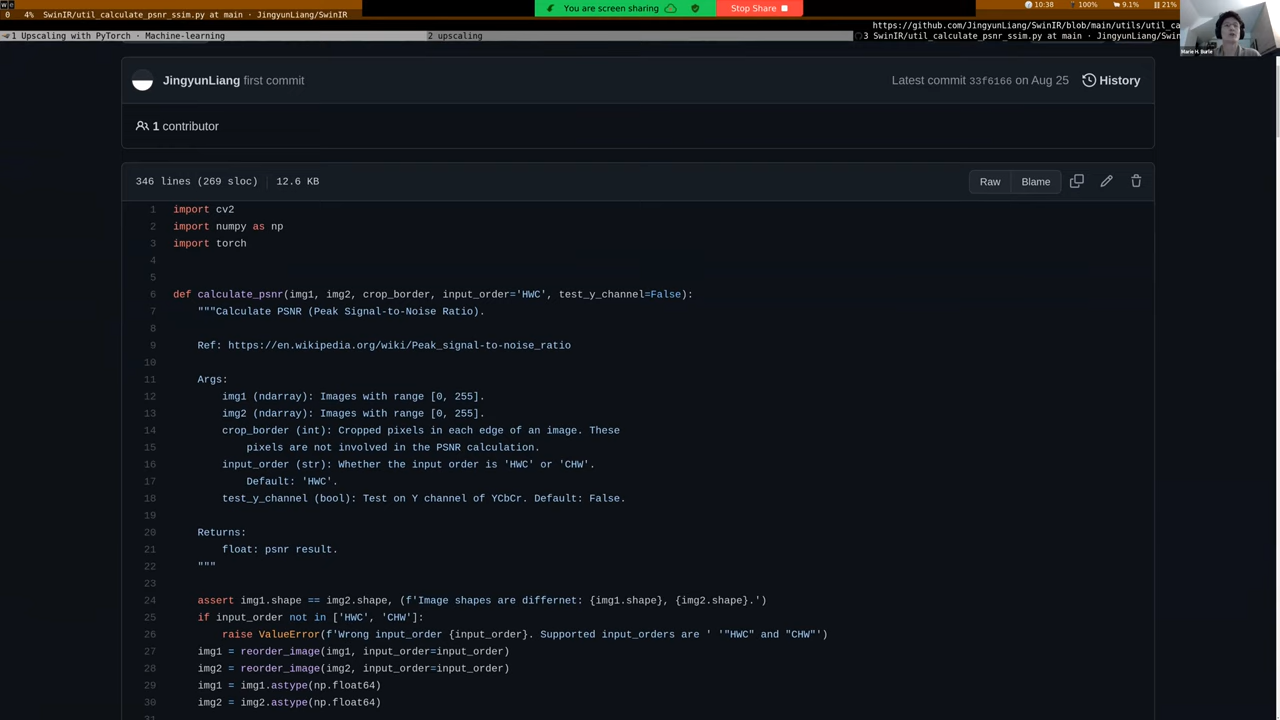 0 4% SwinIR/util_calculate_psnr_ssim.py at main · JingyunLiang/SwinIR
You are screen sharing
Stop Share
10:38 100% 9.1% 21%
https://github.com/JingyunLiang/SwinIR/blob/main/utils/util_ca
1 Upscaling with PyTorch · Machine-learning
2 upscaling
3 SwinIR/util_calculate_psnr_ssim.py at main · JingyunLiang/Swin
Marie H. Burle
JingyunLiang first commit
Latest commit 33f6166 on Aug 25
History
1 contributor
346 lines (269 sloc) | 12.6 KB
Raw
Blame
1 import cv2
2 import numpy as np
3 import torch
4
5
6 def calculate_psnr(img1, img2, crop_border, input_order='HWC', test_y_channel=False):
7 """Calculate PSNR (Peak Signal-to-Noise Ratio).
8
9 Ref: https://en.wikipedia.org/wiki/Peak_signal-to-noise_ratio
10
11 Args:
12 img1 (ndarray): Images with range [0, 255].
13 img2 (ndarray): Images with range [0, 255].
14 crop_border (int): Cropped pixels in each edge of an image. These
15 pixels are not involved in the PSNR calculation.
16 input_order (str): Whether the input order is 'HWC' or 'CHW'.
17 Default: 'HWC'.
18 test_y_channel (bool): Test on Y channel of YCbCr. Default: False.
19
20 Returns:
21 float: psnr result.
22 """
23
24 assert img1.shape == img2.shape, (f'Image shapes are differnet: {img1.shape}, {img2.shape}.')
25 if input_order not in ['HWC', 'CHW']:
26 raise ValueError(f'Wrong input_order {input_order}. Supported input_orders are ' '"HWC" and "CHW"')
27 img1 = reorder_image(img1, input_order=input_order)
28 img2 = reorder_image(img2, input_order=input_order)
29 img1 = img1.astype(np.float64)
30 img2 = img2.astype(np.float64)